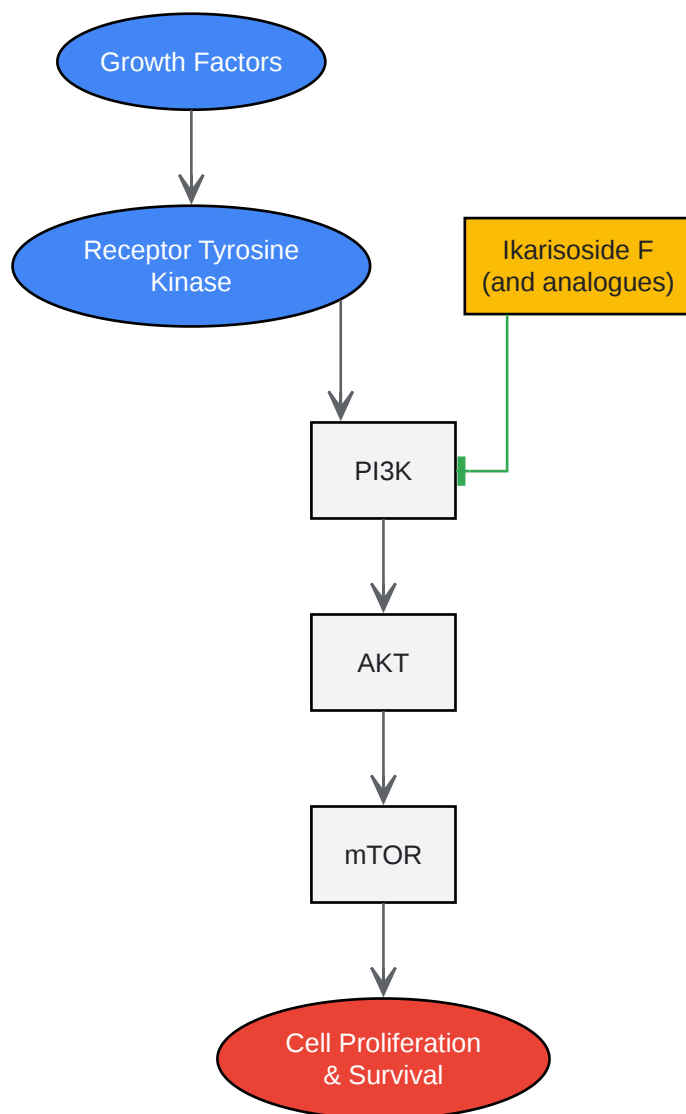 Growth Factors
Receptor Tyrosine
Kinase
Ikarisoside F
(and analogues)
PI3K
AKT
mTOR
Cell Proliferation
& Survival